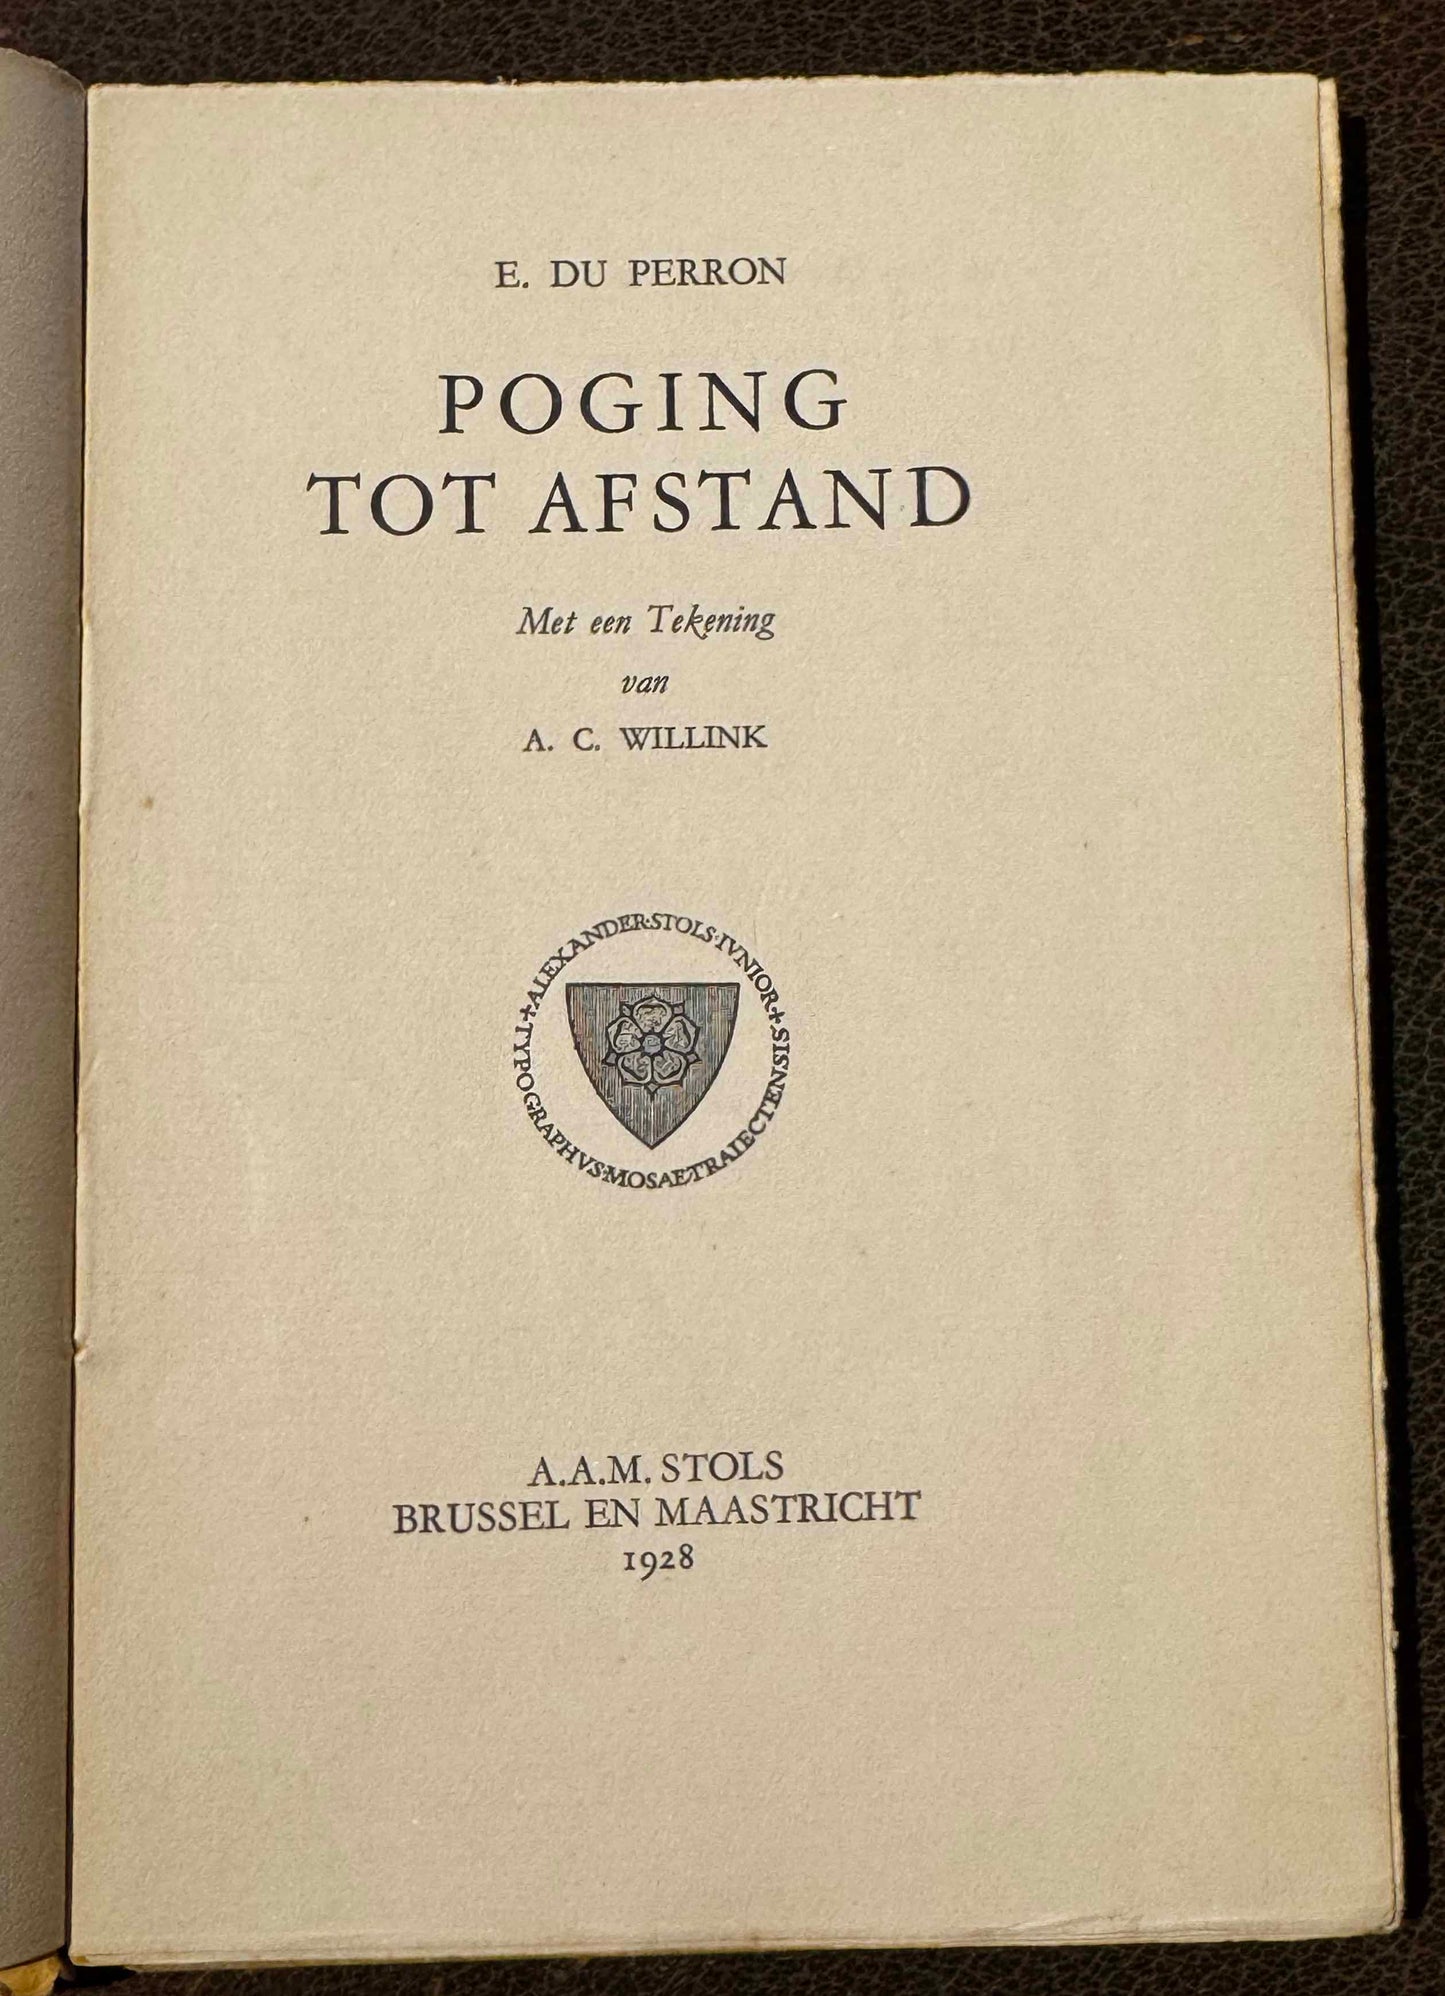 E. DU PERRON
POGING
TOT AFSTAND
Met een Tekening
van
A. C. WILLINK
ALEXANDER·STOLS·IVNIOR + TYPOGRAPHVS·MOSAETRAIECTENSIS +
A.A.M. STOLS
BRUSSEL EN MAASTRICHT
1928